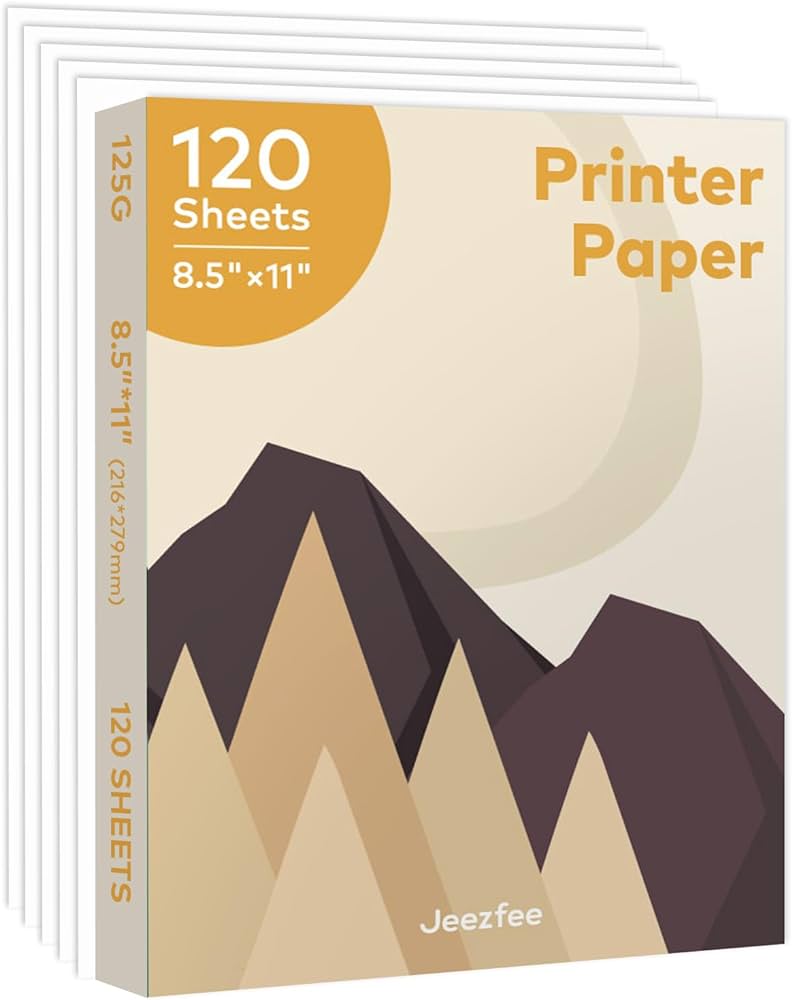 125G
8.5"*11"
(216*279mm)
120 SHEETS
120
Sheets
8.5"×11"
Printer
Paper
Jeezfee